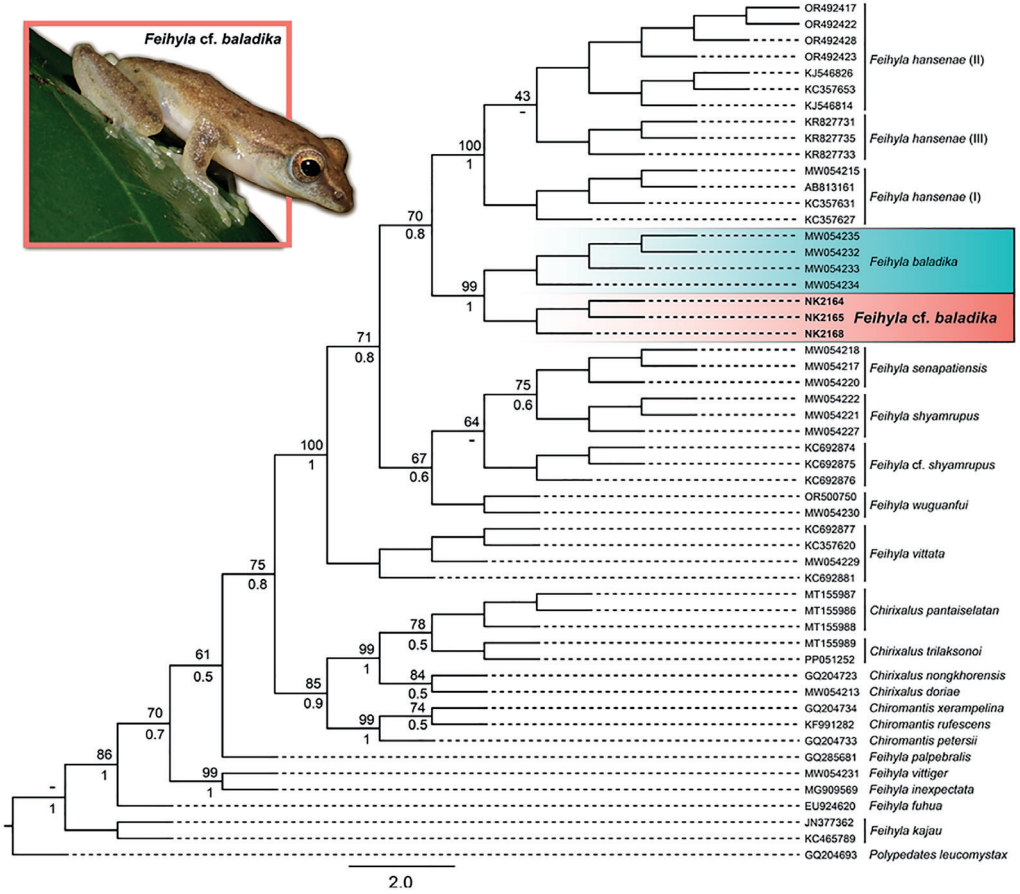 Feihyla cf. baladika
OR492417
OR492422
OR492428
OR492423
KJ546826
KC357653
KJ546814
Feihyla hansenae (II)
43
-
KR827731
KR827735
KR827733
Feihyla hansenae (III)
100
1
MW054215
AB813161
KC357631
KC357627
Feihyla hansenae (I)
70
0.8
MW054235
MW054232
MW054233
MW054234
Feihyla baladika
99
1
NK2164
NK2165
NK2168
Feihyla cf. baladika
71
0.8
MW054218
MW054217
MW054220
Feihyla senapatiensis
75
0.6
MW054222
MW054221
MW054227
Feihyla shyamrupus
64
-
KC692874
KC692875
KC692876
Feihyla cf. shyamrupus
67
0.6
OR500750
MW054230
Feihyla wuguanfui
100
1
KC692877
KC357620
MW054229
KC692881
Feihyla vittata
75
0.8
MT155987
MT155986
MT155988
Chirixalus pantaiselatan
78
0.5
MT155989
PP051252
Chirixalus trilaksonoi
99
1
84
0.5
GQ204723 Chirixalus nongkhorensis
MW054213 Chirixalus doriae
85
0.9
74
0.5
GQ204734 Chiromantis xerampelina
KF991282 Chiromantis rufescens
99
1
GQ204733 Chiromantis petersii
61
0.5
GQ285681 Feihyla palpebralis
70
0.7
99
1
MW054231 Feihyla vittiger
MG909569 Feihyla inexpectata
86
1
EU924620 Feihyla fuhua
-
1
JN377362
KC465789
Feihyla kajau
GQ204693 Polypedates leucomystax
2.0